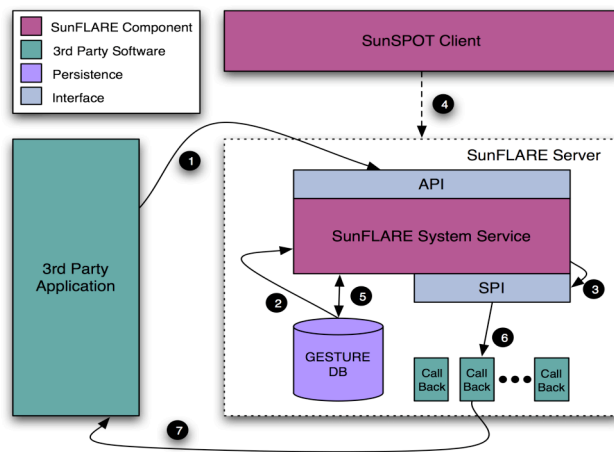 SunFLARE Component
3rd Party Software
Persistence
Interface
SunSPOT Client
4
1
SunFLARE Server
API
SunFLARE System Service
3rd Party
Application
2
5
3
SPI
6
GESTURE
DB
Call
Back
Call
Back
Call
Back
7